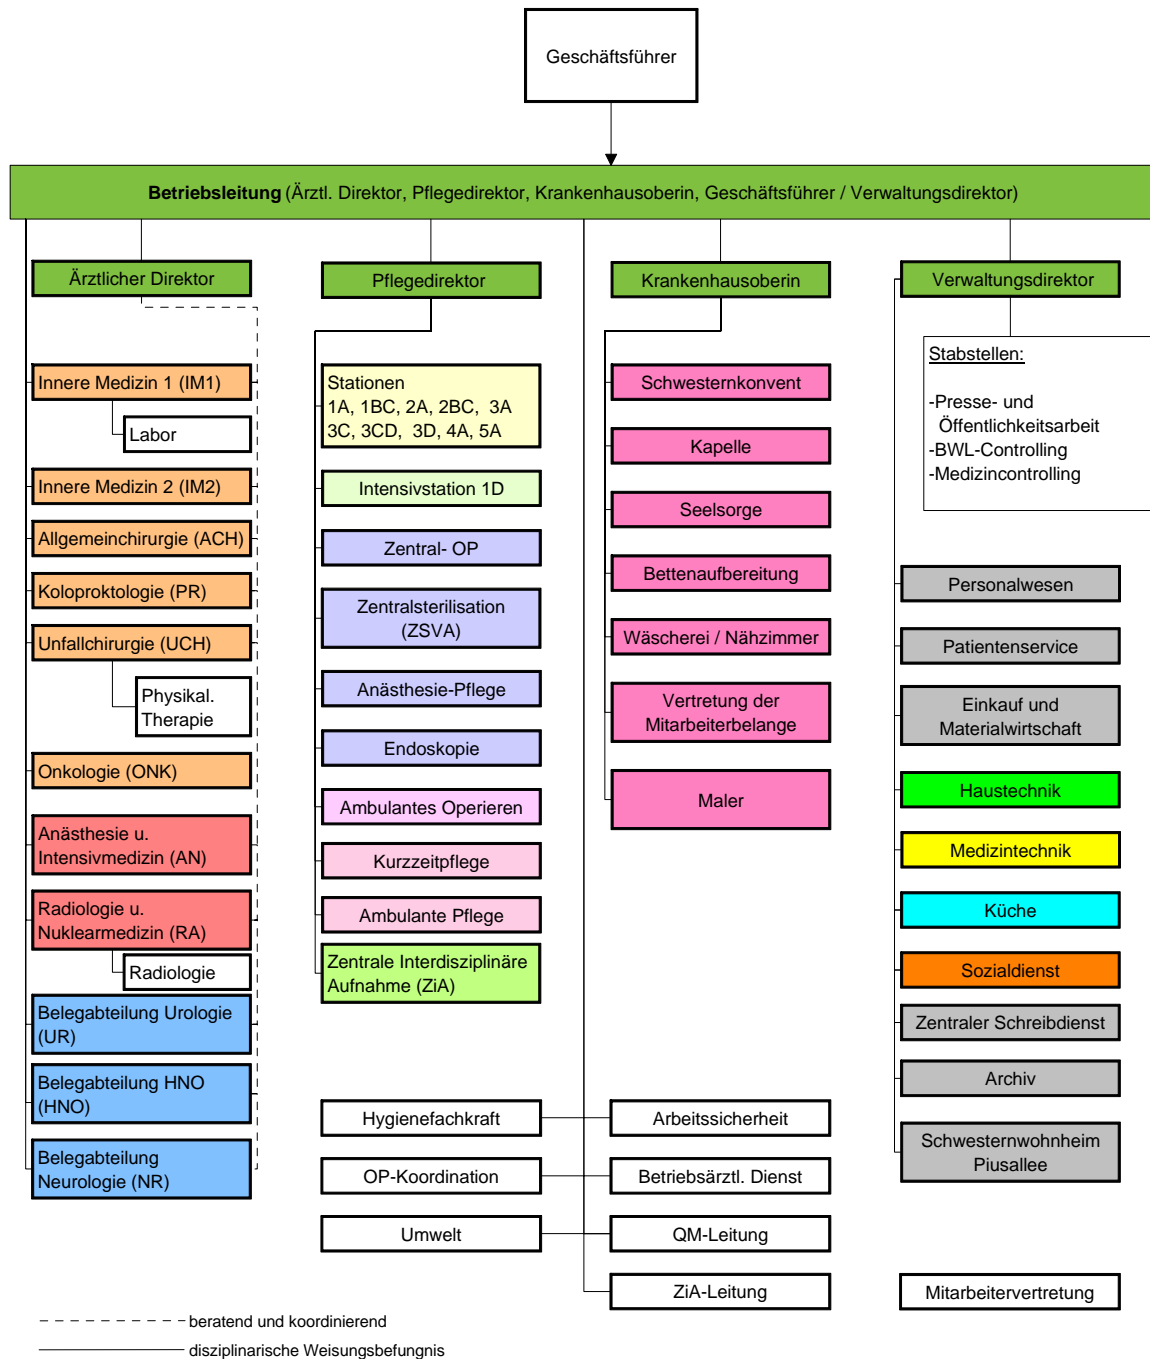 Geschäftsführer
Betriebsleitung (Ärztl. Direktor, Pflegedirektor, Krankenhausoberin, Geschäftsführer / Verwaltungsdirektor)
Ärztlicher Direktor
Innere Medizin 1 (IM1)
Labor
Innere Medizin 2 (IM2)
Allgemeinchirurgie (ACH)
Koloproktologie (PR)
Unfallchirurgie (UCH)
Physikal.
Therapie
Onkologie (ONK)
Anästhesie u.
Intensivmedizin (AN)
Radiologie u.
Nuklearmedizin (RA)
Radiologie
Belegabteilung Urologie
(UR)
Belegabteilung HNO
(HNO)
Belegabteilung
Neurologie (NR)
Pflegedirektor
Stationen
1A, 1BC, 2A, 2BC, 3A
3C, 3CD, 3D, 4A, 5A
Intensivstation 1D
Zentral- OP
Zentralsterilisation
(ZSVA)
Anästhesie-Pflege
Endoskopie
Ambulantes Operieren
Kurzzeitpflege
Ambulante Pflege
Zentrale Interdisziplinäre
Aufnahme (ZiA)
Krankenhausoberin
Schwesternkonvent
Kapelle
Seelsorge
Bettenaufbereitung
Wäscherei / Nähzimmer
Vertretung der
Mitarbeiterbelange
Maler
Verwaltungsdirektor
Stabstellen:
-Presse- und
Öffentlichkeitsarbeit
-BWL-Controlling
-Medizincontrolling
Personalwesen
Patientenservice
Einkauf und
Materialwirtschaft
Haustechnik
Medizintechnik
Küche
Sozialdienst
Zentraler Schreibdienst
Archiv
Schwesternwohnheim
Piusallee
Hygienefachkraft
Arbeitssicherheit
OP-Koordination
Betriebsärztl. Dienst
Umwelt
QM-Leitung
ZiA-Leitung
Mitarbeitervertretung
beratend und koordinierend
disziplinarische Weisungsbefungnis